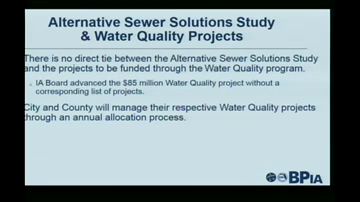 Alternative Sewer Solutions Study
& Water Quality Projects
There is no direct tie between the Alternative Sewer Solutions Study
and the projects to be funded through the Water Quality program.
IA Board advanced the $85 million Water Quality project without a
corresponding list of projects.
City and County will manage their respective Water Quality projects
through an annual allocation process.
BPIA